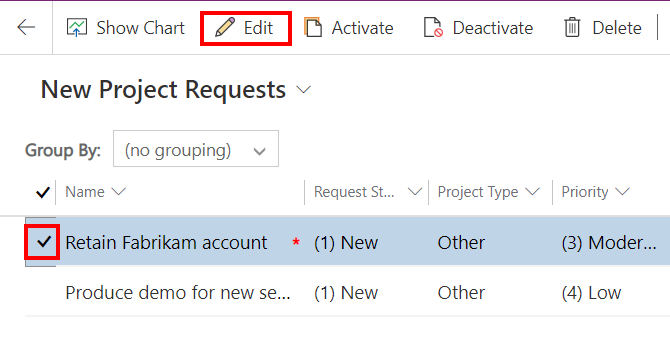 Show Chart Edit Activate Deactivate Delete
New Project Requests
Group By: (no grouping)
Name Request St... Project Type Priority
Retain Fabrikam account * (1) New Other (3) Moder...
Produce demo for new se... (1) New Other (4) Low